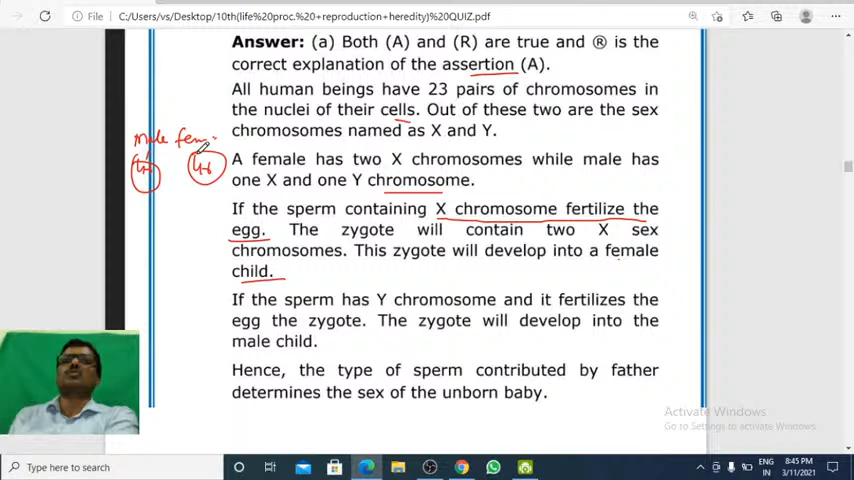 File
C:/Users/vs/Desktop/10th(life%20proc.%20+%20reproduction+heredity)%20QUIZ.pdf
Answer: (a) Both (A) and (R) are true and ® is the
correct explanation of the assertion (A).
All human beings have 23 pairs of chromosomes in
the nuclei of their cells. Out of these two are the sex
chromosomes named as X and Y.
male fem
46 46
A female has two X chromosomes while male has
one X and one Y chromosome.
If the sperm containing X chromosome fertilize the
egg. The zygote will contain two X sex
chromosomes. This zygote will develop into a female
child.
If the sperm has Y chromosome and it fertilizes the
egg the zygote. The zygote will develop into the
male child.
Hence, the type of sperm contributed by father
determines the sex of the unborn baby.
Activate Windows
Go to Settings to activate Windows.
Type here to search
ENG
IN
8:45 PM
3/11/2021